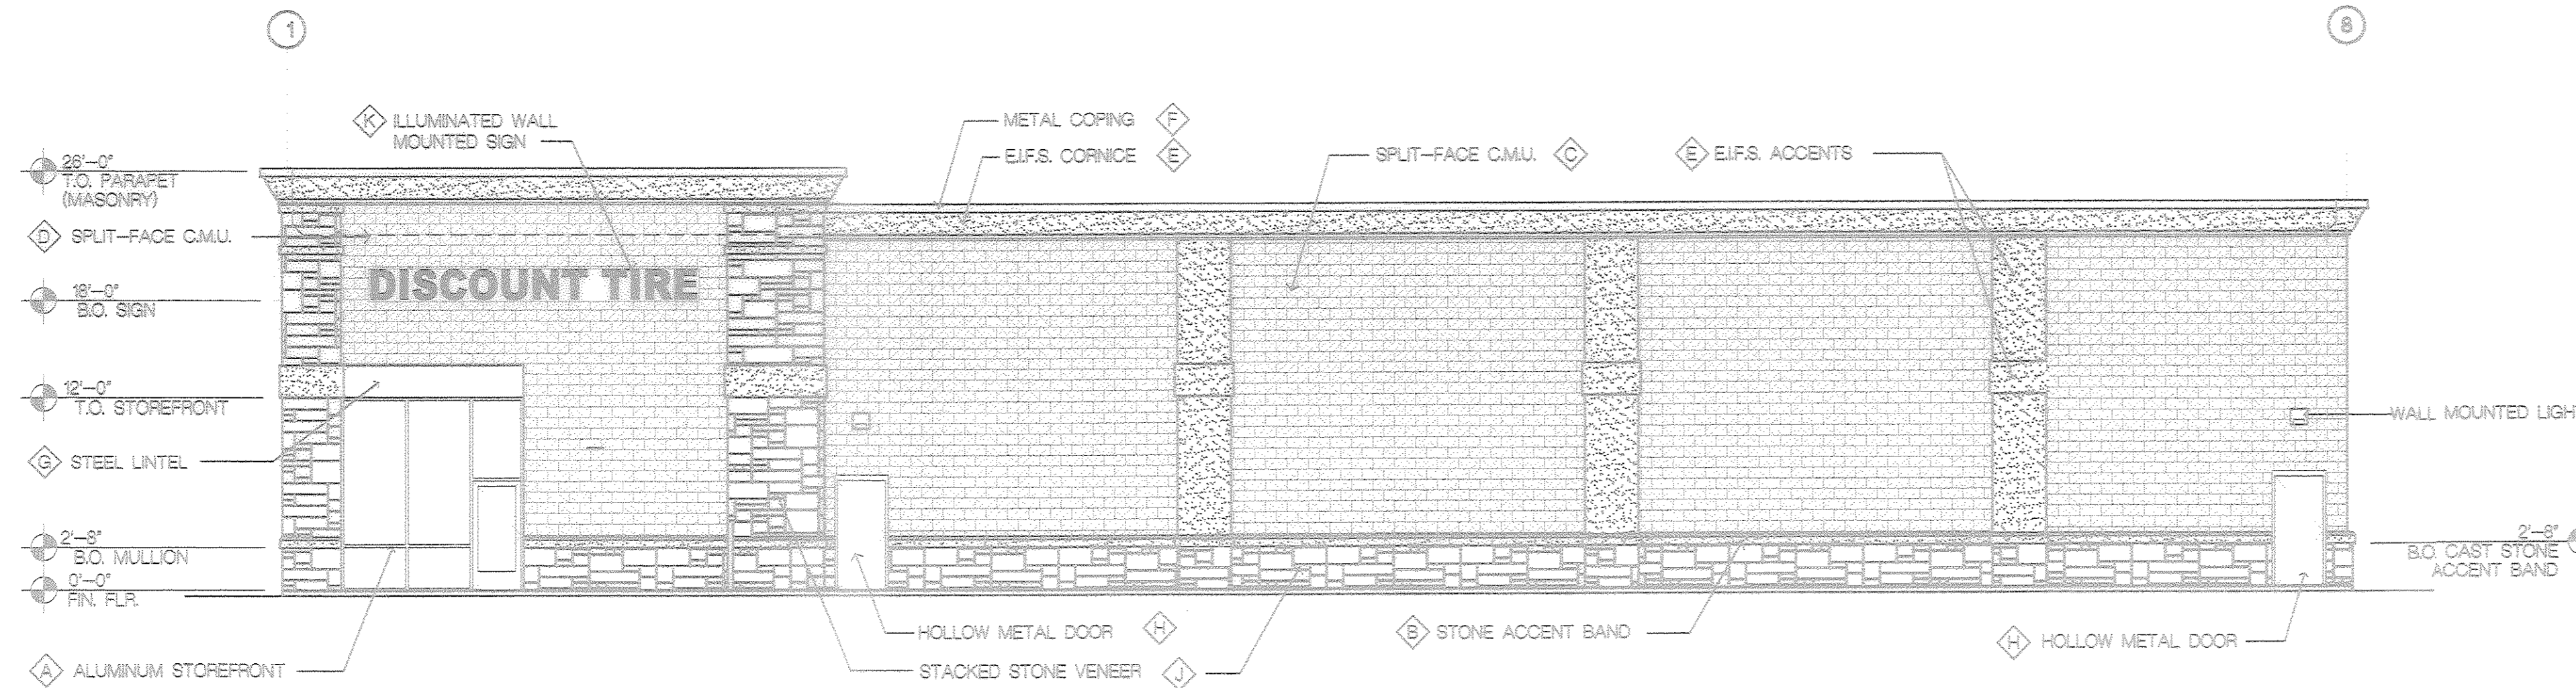 1
8
K ILLUMINATED WALL
MOUNTED SIGN
METAL COPING F
E.I.F.S. CORNICE E
SPLIT-FACE C.M.U. C
E E.I.F.S. ACCENTS
26'-0"
T.O. PARAPET
(MASONRY)
D SPLIT-FACE C.M.U.
DISCOUNT TIRE
18'-0"
B.O. SIGN
12'-0"
T.O. STOREFRONT
WALL MOUNTED LIGH
G STEEL LINTEL
2'-8"
B.O. MULLION
2'-8"
B.O. CAST STONE
ACCENT BAND
0'-0"
FIN. FLR.
HOLLOW METAL DOOR H
B STONE ACCENT BAND
H HOLLOW METAL DOOR
A ALUMINUM STOREFRONT
STACKED STONE VENEER J